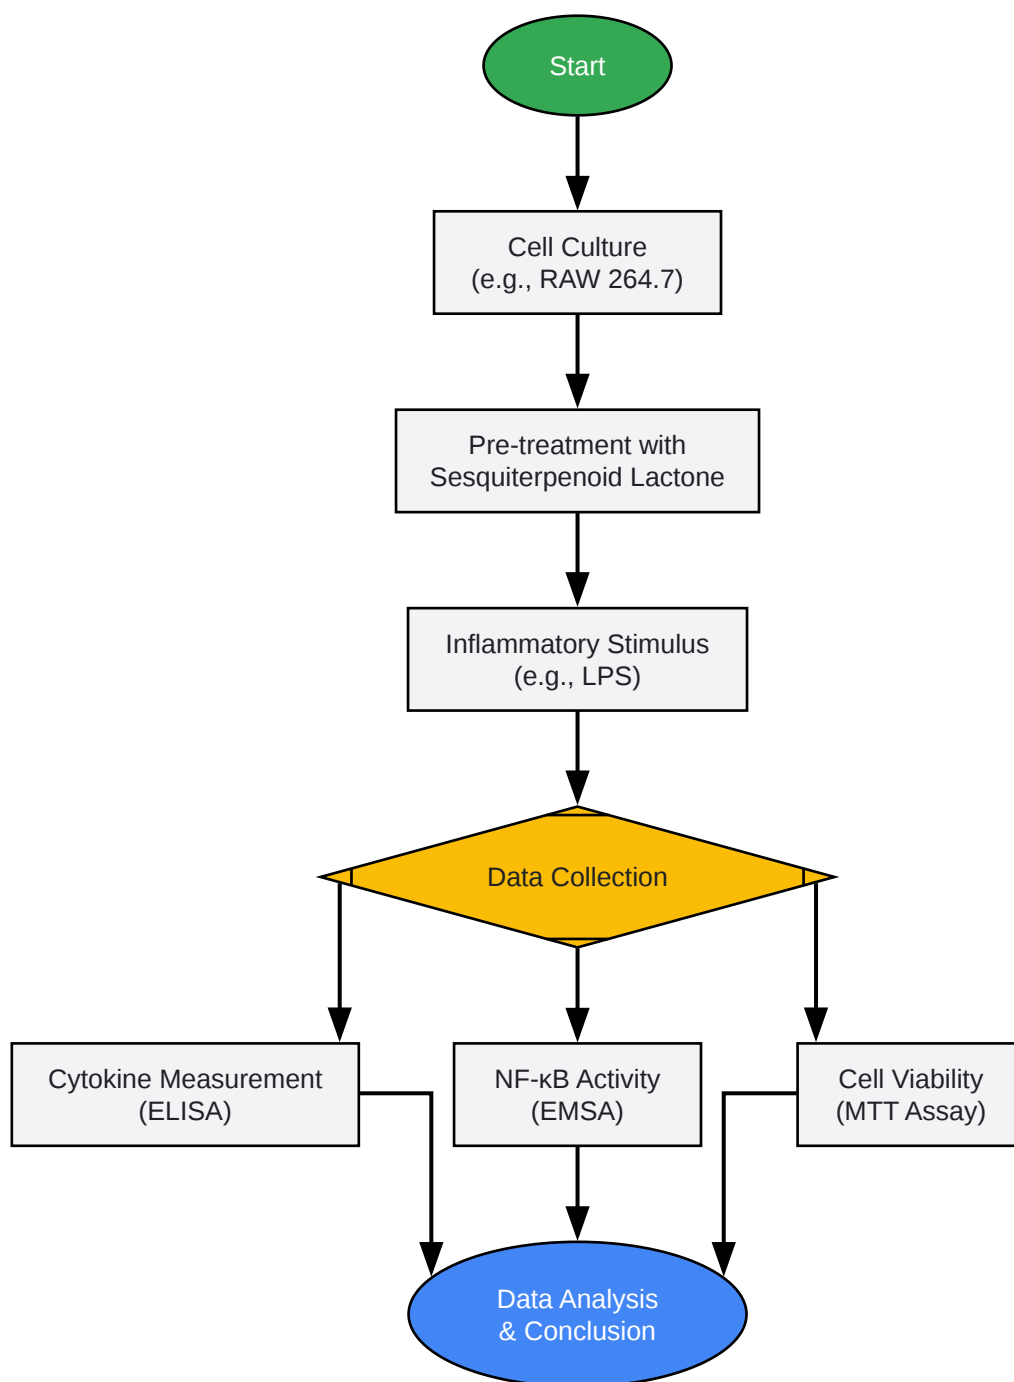 Start
Cell Culture
(e.g., RAW 264.7)
Pre-treatment with
Sesquiterpenoid Lactone
Inflammatory Stimulus
(e.g., LPS)
Data Collection
Cytokine Measurement
(ELISA)
NF-κB Activity
(EMSA)
Cell Viability
(MTT Assay)
Data Analysis
& Conclusion